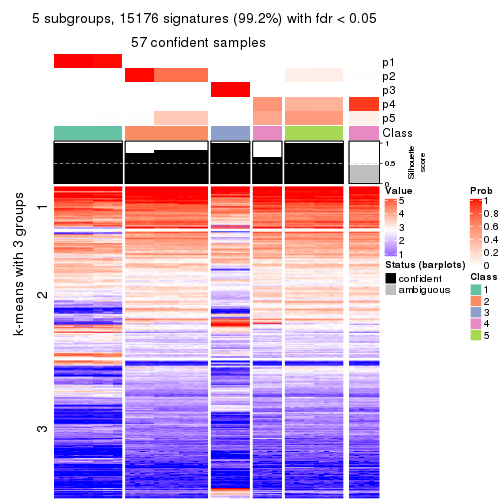 5 subgroups, 15176 signatures (99.2%) with fdr < 0.05
57 confident samples
p1
p2
p3
p4
p5
Class
1
0.5
0
Silhouette
score
k-means with 3 groups
1
2
3
Value
5
4
3
2
1
Status (barplots)
confident
ambiguous
Prob
1
0.8
0.6
0.4
0.2
0
Class
1
2
3
4
5